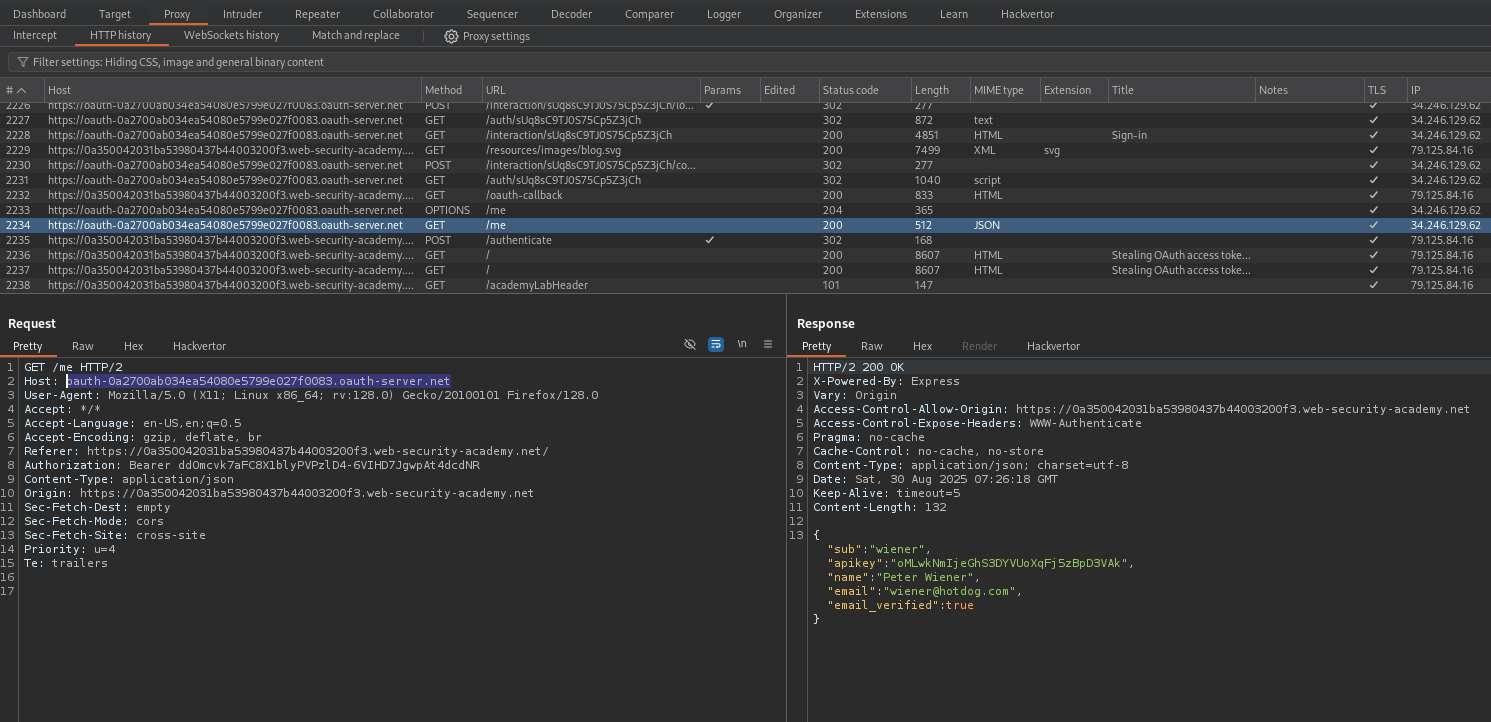 Dashboard Target Proxy Intruder Repeater Collaborator Sequencer Decoder Comparer Logger Organizer Extensions Learn Hackvertor
Intercept HTTP history WebSockets history Match and replace Proxy settings
Filter settings: Hiding CSS, image and general binary content
# Host Method URL Params Edited Status code Length MIME type Extension Title Notes TLS IP
2226 https://oauth-0a2700ab034ea54080e5799e027f0083.oauth-server.net POST /interaction/sUq8sC9TJ0S75Cp5Z3jCh/lo... ✓ 302 277 ✓ 34.246.129.62
2227 https://oauth-0a2700ab034ea54080e5799e027f0083.oauth-server.net GET /auth/sUq8sC9TJ0S75Cp5Z3jCh 302 872 text ✓ 34.246.129.62
2228 https://oauth-0a2700ab034ea54080e5799e027f0083.oauth-server.net GET /interaction/sUq8sC9TJ0S75Cp5Z3jCh 200 4851 HTML Sign-in ✓ 34.246.129.62
2229 https://0a350042031ba53980437b44003200f3.web-security-academy.... GET /resources/images/blog.svg 200 7499 XML svg ✓ 79.125.84.16
2230 https://oauth-0a2700ab034ea54080e5799e027f0083.oauth-server.net POST /interaction/sUq8sC9TJ0S75Cp5Z3jCh/co... 302 277 ✓ 34.246.129.62
2231 https://oauth-0a2700ab034ea54080e5799e027f0083.oauth-server.net GET /auth/sUq8sC9TJ0S75Cp5Z3jCh 302 1040 script ✓ 34.246.129.62
2232 https://0a350042031ba53980437b44003200f3.web-security-academy.... GET /oauth-callback 200 833 HTML ✓ 79.125.84.16
2233 https://oauth-0a2700ab034ea54080e5799e027f0083.oauth-server.net OPTIONS /me 204 365 ✓ 34.246.129.62
2234 https://oauth-0a2700ab034ea54080e5799e027f0083.oauth-server.net GET /me 200 512 JSON ✓ 34.246.129.62
2235 https://0a350042031ba53980437b44003200f3.web-security-academy.... POST /authenticate ✓ 302 168 ✓ 79.125.84.16
2236 https://0a350042031ba53980437b44003200f3.web-security-academy.... GET / 200 8607 HTML Stealing OAuth access toke... ✓ 79.125.84.16
2237 https://0a350042031ba53980437b44003200f3.web-security-academy.... GET / 200 8607 HTML Stealing OAuth access toke... ✓ 79.125.84.16
2238 https://0a350042031ba53980437b44003200f3.web-security-academy.... GET /academyLabHeader 101 147 ✓ 79.125.84.16
Request
Pretty Raw Hex Hackvertor \n
1 GET /me HTTP/2
2 Host: oauth-0a2700ab034ea54080e5799e027f0083.oauth-server.net
3 User-Agent: Mozilla/5.0 (X11; Linux x86_64; rv:128.0) Gecko/20100101 Firefox/128.0
4 Accept: */*
5 Accept-Language: en-US,en;q=0.5
6 Accept-Encoding: gzip, deflate, br
7 Referer: https://0a350042031ba53980437b44003200f3.web-security-academy.net/
8 Authorization: Bearer ddOmcvk7aFC8X1blyPVPzlD4-6VIHD7JgwpAt4dcdNR
9 Content-Type: application/json
10 Origin: https://0a350042031ba53980437b44003200f3.web-security-academy.net
11 Sec-Fetch-Dest: empty
12 Sec-Fetch-Mode: cors
13 Sec-Fetch-Site: cross-site
14 Priority: u=4
15 Te: trailers
16
17
Response
Pretty Raw Hex Render Hackvertor
1 HTTP/2 200 OK
2 X-Powered-By: Express
3 Vary: Origin
4 Access-Control-Allow-Origin: https://0a350042031ba53980437b44003200f3.web-security-academy.net
5 Access-Control-Expose-Headers: WWW-Authenticate
6 Pragma: no-cache
7 Cache-Control: no-cache, no-store
8 Content-Type: application/json; charset=utf-8
9 Date: Sat, 30 Aug 2025 07:26:18 GMT
10 Keep-Alive: timeout=5
11 Content-Length: 132
12
13 {
"sub":"wiener",
"apikey":"oMLwkNmIjeGhS3DYVUoXqFj5zBpD3VAk",
"name":"Peter Wiener",
"email":"wiener@hotdog.com",
"email_verified":true
}